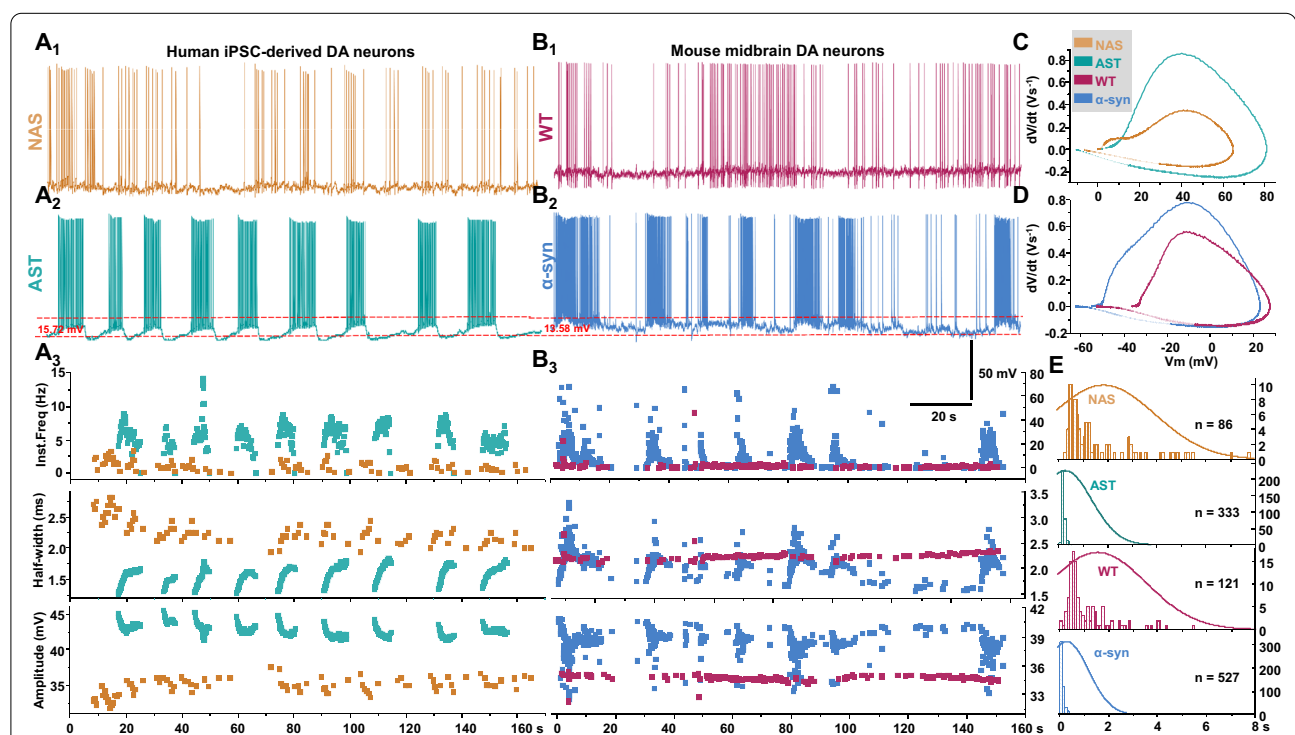 A1
Human iPSC-derived DA neurons
NAS
A2
AST
15.72 mV
B1
Mouse midbrain DA neurons
WT
B2
α-syn
13.58 mV
50 mV
20 s
C
NAS
AST
WT
α-syn
dV/dt (Vs-1)
0.8
0.6
0.4
0.2
0.0
-0.2
0 20 40 60 80
D
dV/dt (Vs-1)
0.8
0.6
0.4
0.2
0.0
-0.2
-60 -40 -20 0 20
Vm (mV)
A3
Inst.Freq (Hz)
15
10
5
0
Half-width (ms)
2.5
2.0
1.5
Amplitude (mV)
45
40
35
0 20 40 60 80 100 120 140 160 s
B3
80
60
40
20
0
3.5
3.0
2.5
2.0
1.5
42
39
36
33
0 20 40 60 80 100 120 140 160 s
E
NAS
n = 86
10
8
6
4
2
0
AST
n = 333
200
150
100
50
0
WT
n = 121
15
10
5
0
α-syn
n = 527
300
200
100
0
0 2 4 6 8 s